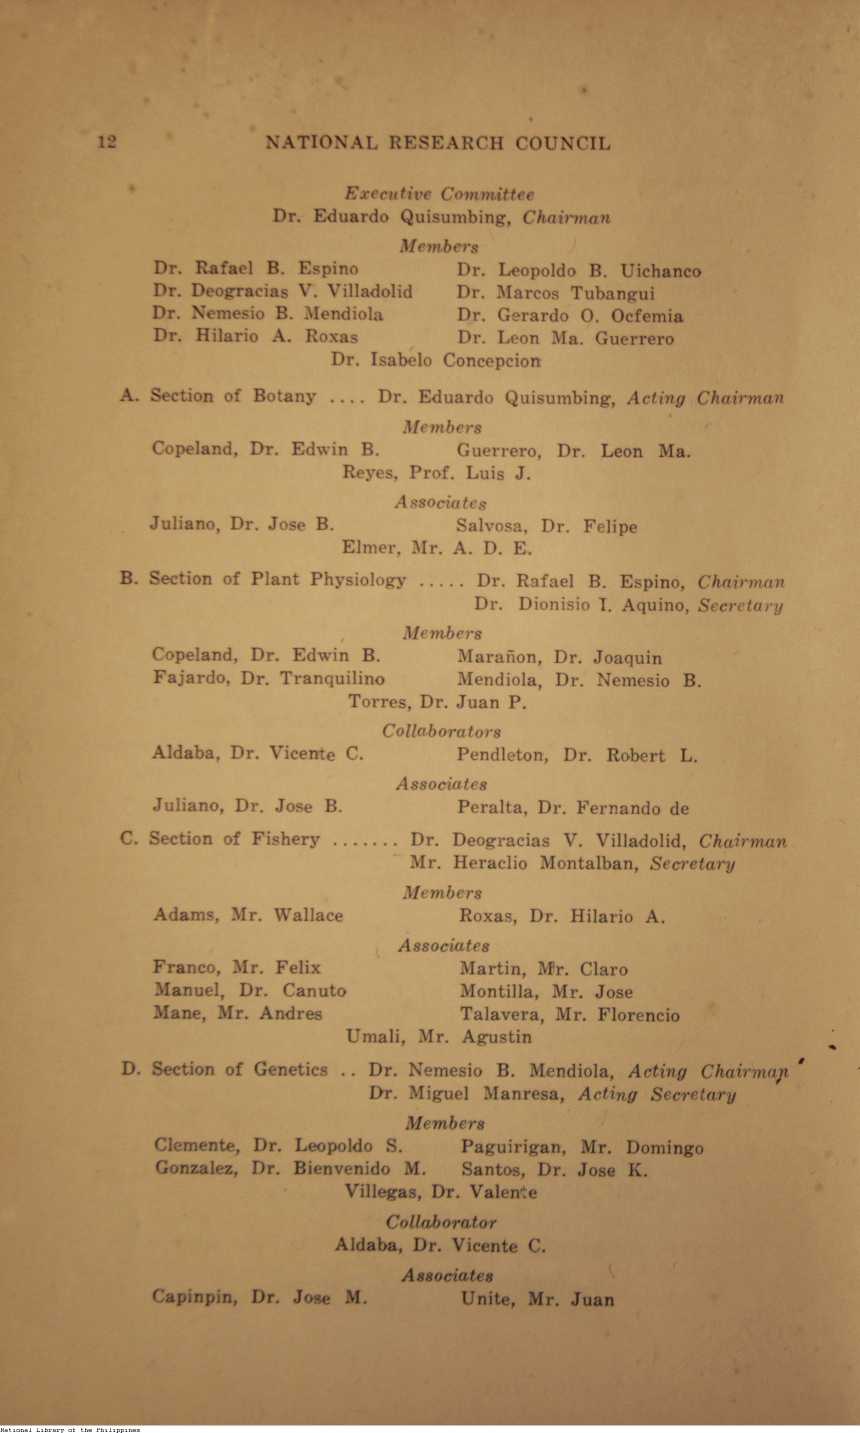 12 NATIONAL RESEARCH COUNCIL
Executive Committee
Dr. Eduardo Quisumbing, Chairman
Members
Dr. Rafael B. Espino Dr. Leopoldo B. Uichanco
Dr. Deogracias V. Villadolid Dr. Marcos Tubangui
Dr. Nemesio B. Mendiola Dr. Gerardo O. Ocfemia
Dr. Hilario A. Roxas Dr. Leon Ma. Guerrero
Dr. Isabelo Concepcion
A. Section of Botany .... Dr. Eduardo Quisumbing, Acting Chairman
Members
Copeland, Dr. Edwin B. Guerrero, Dr. Leon Ma.
Reyes, Prof. Luis J.
Associates
Juliano, Dr. Jose B. Salvosa, Dr. Felipe
Elmer, Mr. A. D. E.
B. Section of Plant Physiology ..... Dr. Rafael B. Espino, Chairman
Dr. Dionisio I. Aquino, Secretary
Members
Copeland, Dr. Edwin B. Marañon, Dr. Joaquin
Fajardo, Dr. Tranquilino Mendiola, Dr. Nemesio B.
Torres, Dr. Juan P.
Collaborators
Aldaba, Dr. Vicente C. Pendleton, Dr. Robert L.
Associates
Juliano, Dr. Jose B. Peralta, Dr. Fernando de
C. Section of Fishery ....... Dr. Deogracias V. Villadolid, Chairman
Mr. Heraclio Montalban, Secretary
Members
Adams, Mr. Wallace Roxas, Dr. Hilario A.
Associates
Franco, Mr. Felix Martin, Mr. Claro
Manuel, Dr. Canuto Montilla, Mr. Jose
Mane, Mr. Andres Talavera, Mr. Florencio
Umali, Mr. Agustin
D. Section of Genetics .. Dr. Nemesio B. Mendiola, Acting Chairman
Dr. Miguel Manresa, Acting Secretary
Members
Clemente, Dr. Leopoldo S. Paguirigan, Mr. Domingo
Gonzalez, Dr. Bienvenido M. Santos, Dr. Jose K.
Villegas, Dr. Valente
Collaborator
Aldaba, Dr. Vicente C.
Associates
Capinpin, Dr. Jose M. Unite, Mr. Juan
National Library of the Philippines